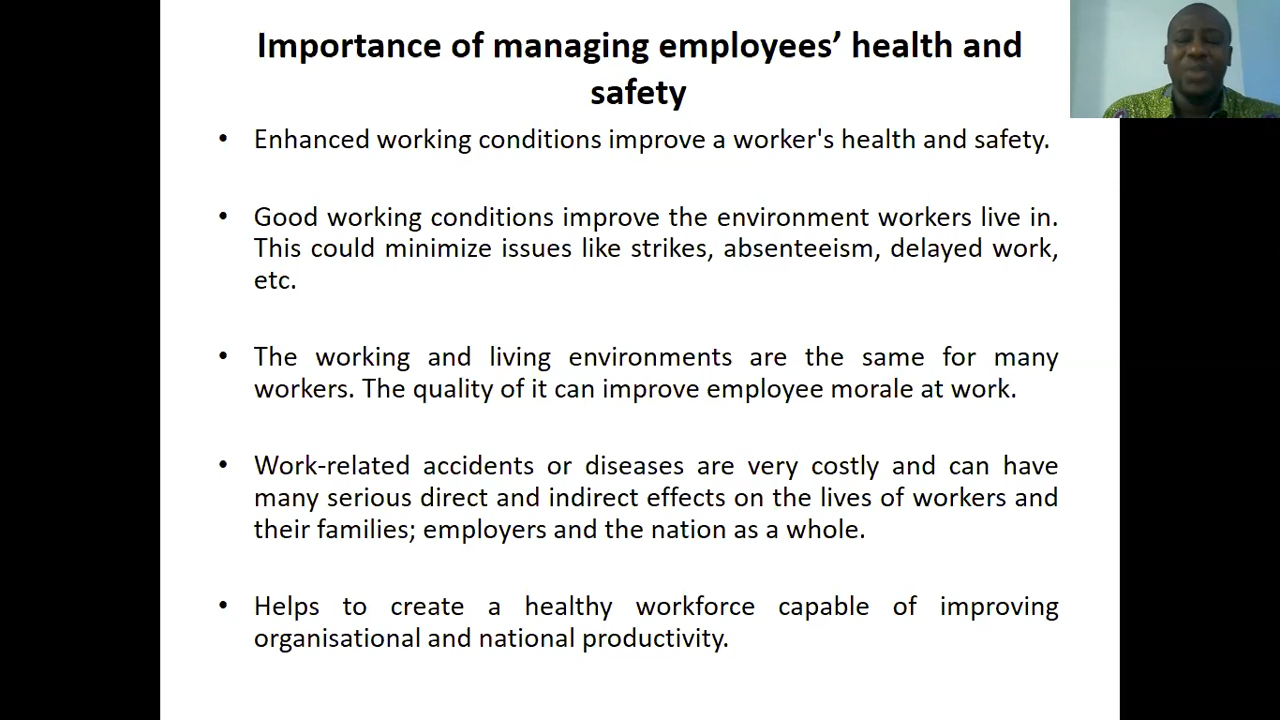 Importance of managing employees’ health and
safety
• Enhanced working conditions improve a worker's health and safety.
• Good working conditions improve the environment workers live in.
This could minimize issues like strikes, absenteeism, delayed work,
etc.
• The working and living environments are the same for many
workers. The quality of it can improve employee morale at work.
• Work-related accidents or diseases are very costly and can have
many serious direct and indirect effects on the lives of workers and
their families; employers and the nation as a whole.
• Helps to create a healthy workforce capable of improving
organisational and national productivity.